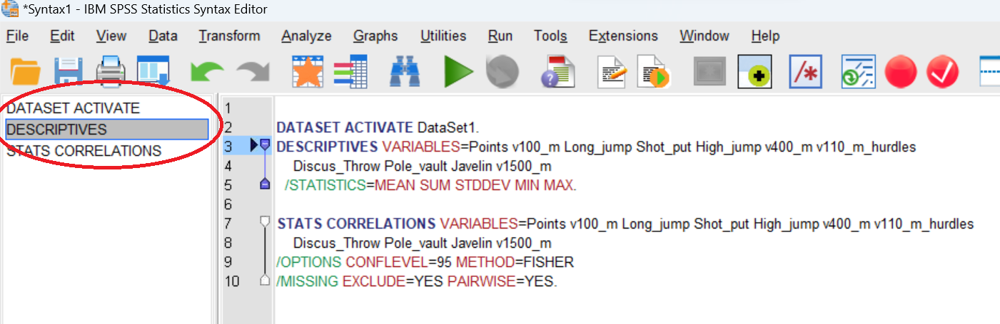 *Syntax1 - IBM SPSS Statistics Syntax Editor
File Edit View Data Transform Analyze Graphs Utilities Run Tools Extensions Window Help
DATASET ACTIVATE
DESCRIPTIVES
STATS CORRELATIONS
1
2 DATASET ACTIVATE DataSet1.
3 DESCRIPTIVES VARIABLES=Points v100_m Long_jump Shot_put High_jump v400_m v110_m_hurdles
4 Discus_Throw Pole_vault Javelin v1500_m
5 /STATISTICS=MEAN SUM STDDEV MIN MAX.
6
7 STATS CORRELATIONS VARIABLES=Points v100_m Long_jump Shot_put High_jump v400_m v110_m_hurdles
8 Discus_Throw Pole_vault Javelin v1500_m
9 /OPTIONS CONFLEVEL=95 METHOD=FISHER
10 /MISSING EXCLUDE=YES PAIRWISE=YES.